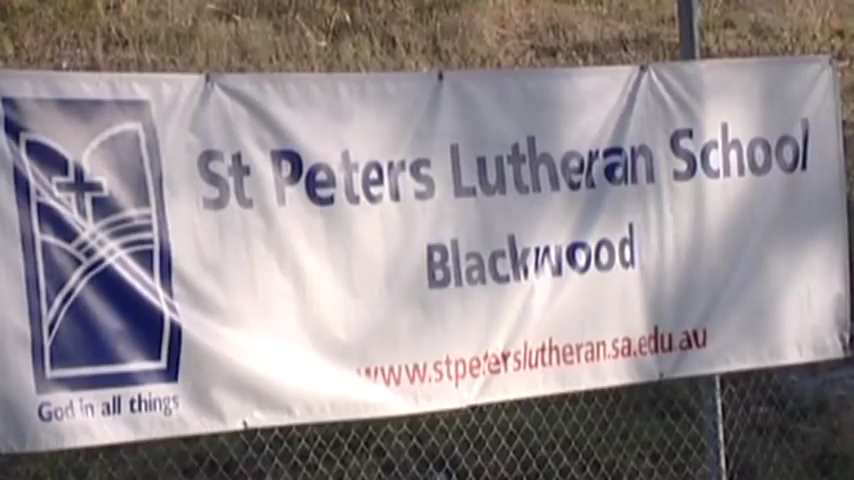 St Peters Lutheran School
Blackwood
www.stpeterslutheran.sa.edu.au
God in all things